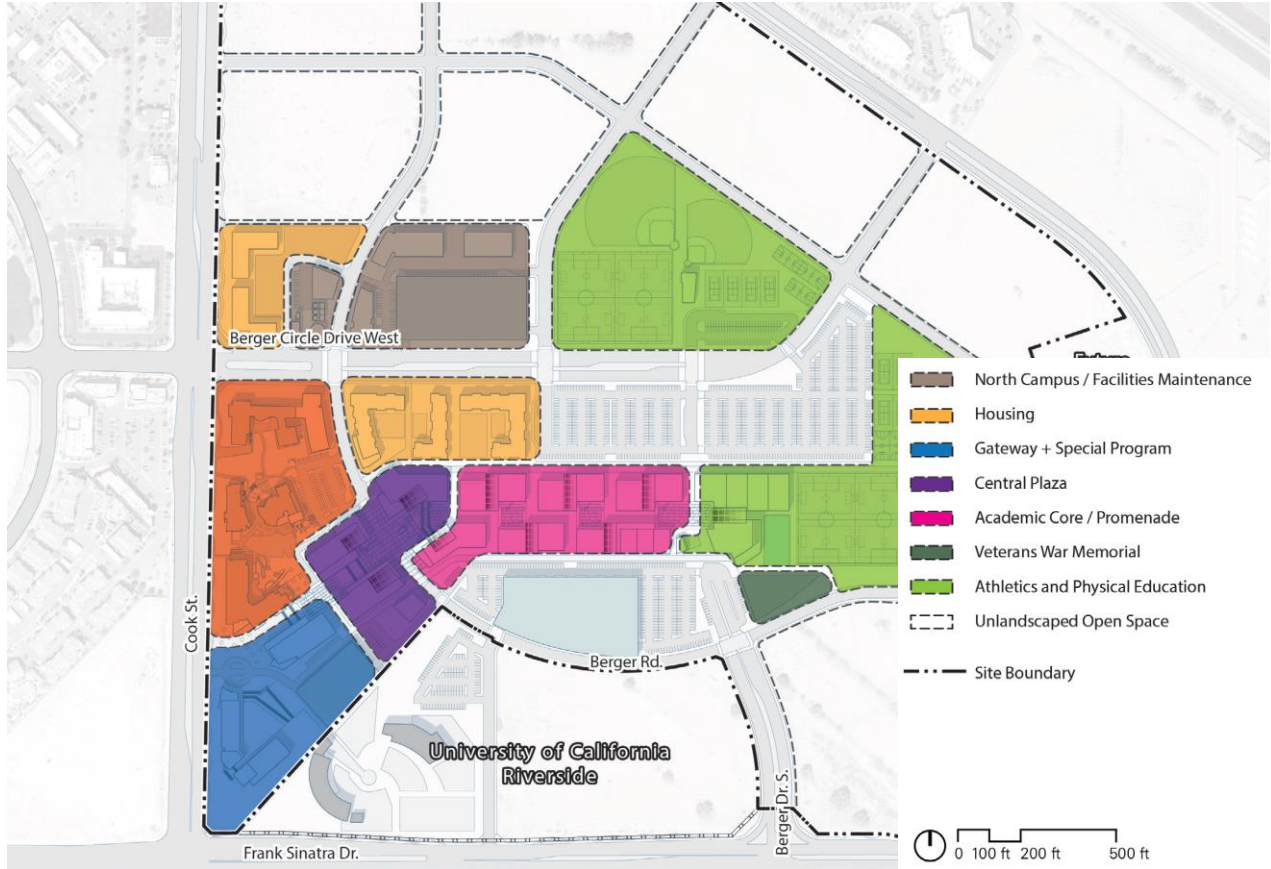 Berger Circle Drive West
Cook St.
Berger Rd.
University of California
Riverside
Berger Dr. S.
Frank Sinatra Dr.
North Campus / Facilities Maintenance
Housing
Gateway + Special Program
Central Plaza
Academic Core / Promenade
Veterans War Memorial
Athletics and Physical Education
Unlandscaped Open Space
Site Boundary
0 100 ft 200 ft 500 ft